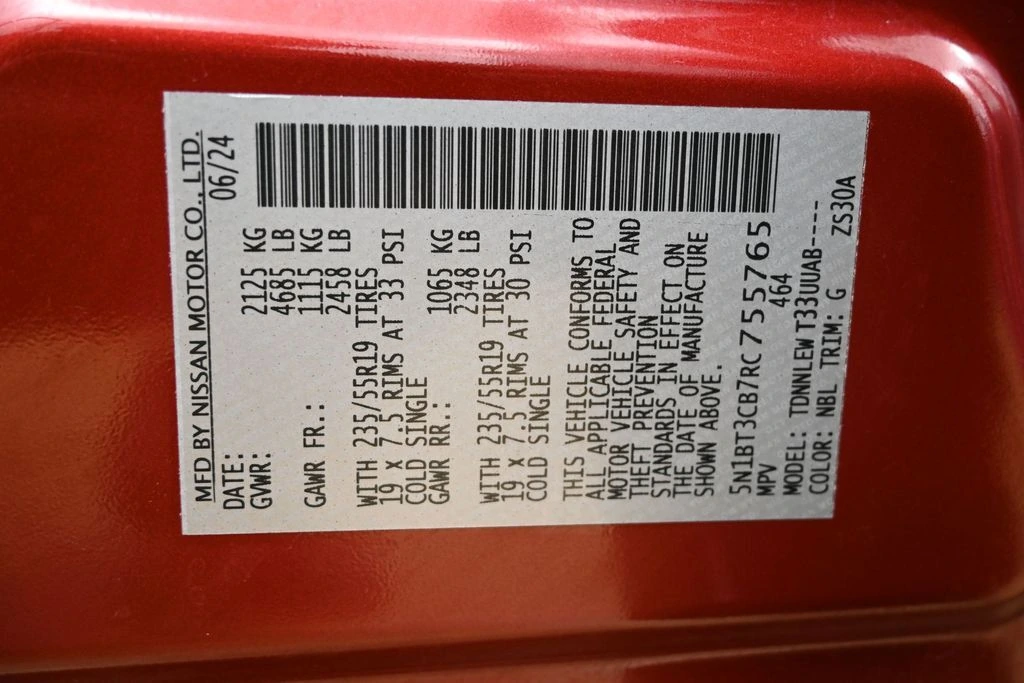 MFD BY NISSAN MOTOR CO., LTD.
DATE: 06/24
GVWR: 2125 KG
4685 LB
GAWR FR.: 1115 KG
2458 LB
WITH 235/55R19 TIRES
19 x 7.5 RIMS AT 33 PSI
COLD SINGLE
GAWR RR.: 1065 KG
2348 LB
WITH 235/55R19 TIRES
19 x 7.5 RIMS AT 30 PSI
COLD SINGLE
THIS VEHICLE CONFORMS TO
ALL APPLICABLE FEDERAL
MOTOR VEHICLE SAFETY AND
THEFT PREVENTION
STANDARDS IN EFFECT ON
THE DATE OF MANUFACTURE
SHOWN ABOVE.
5N1BT3CB7RC755765
MPV 464
MODEL: TDNNLEW T33UUAB-----
COLOR: NBL TRIM: G ZS30A